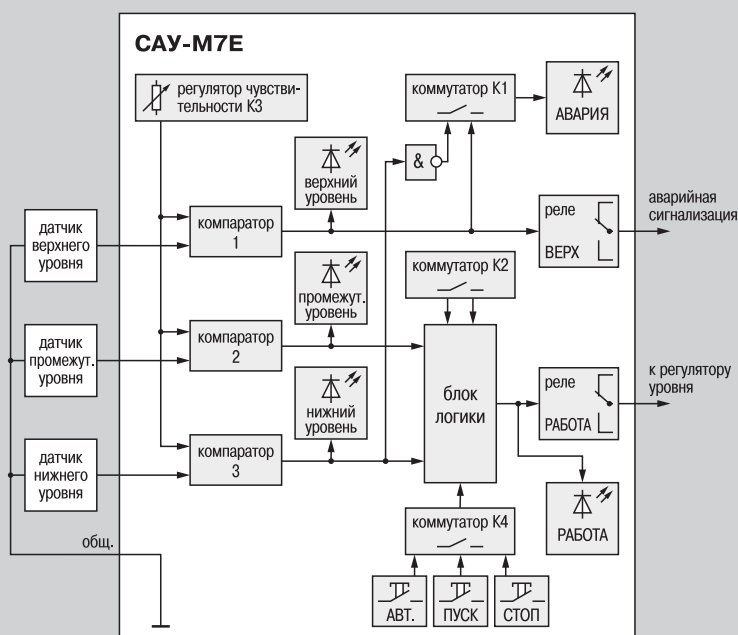 САУ-М7Е
регулятор чувстви-
тельности К3
коммутатор К1
АВАРИЯ
&
верхний
уровень
датчик
верхнего
уровня
компаратор
1
реле
ВЕРХ
аварийная
сигнализация
коммутатор К2
промежут.
уровень
датчик
промежут.
уровня
компаратор
2
блок
логики
реле
РАБОТА
к регулятору
уровня
нижний
уровень
датчик
нижнего
уровня
компаратор
3
РАБОТА
общ.
коммутатор К4
АВТ.
ПУСК
СТОП